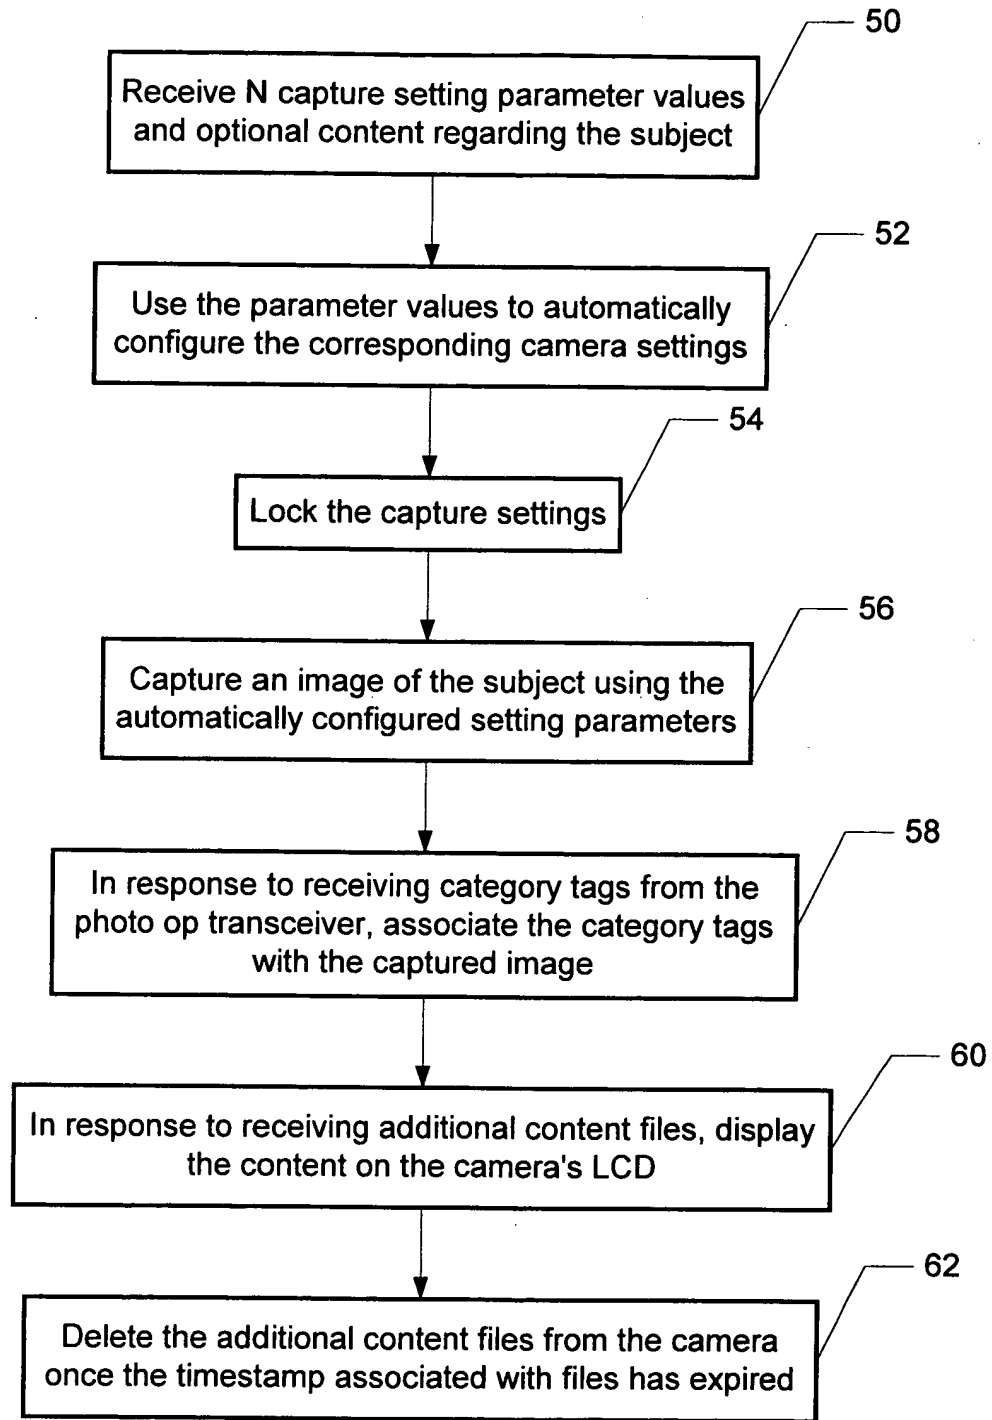 50
Receive N capture setting parameter values
and optional content regarding the subject
52
Use the parameter values to automatically
configure the corresponding camera settings
54
Lock the capture settings
56
Capture an image of the subject using the
automatically configured setting parameters
58
In response to receiving category tags from the
photo op transceiver, associate the category tags
with the captured image
60
In response to receiving additional content files, display
the content on the camera's LCD
62
Delete the additional content files from the camera
once the timestamp associated with files has expired